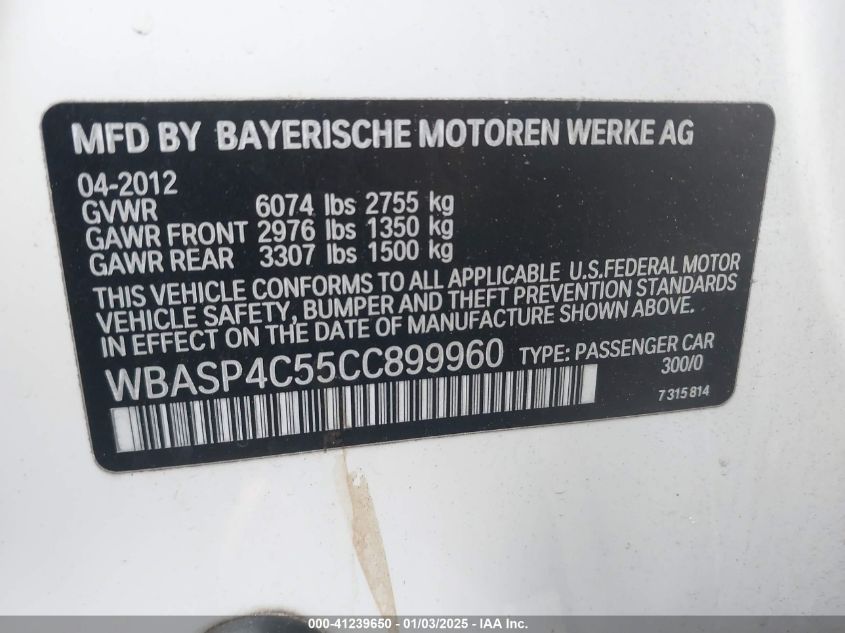 MFD BY BAYERISCHE MOTOREN WERKE AG
04-2012
GVWR 6074 lbs 2755 kg
GAWR FRONT 2976 lbs 1350 kg
GAWR REAR 3307 lbs 1500 kg
THIS VEHICLE CONFORMS TO ALL APPLICABLE U.S.FEDERAL MOTOR
VEHICLE SAFETY, BUMPER AND THEFT PREVENTION STANDARDS
IN EFFECT ON THE DATE OF MANUFACTURE SHOWN ABOVE.
WBASP4C55CC899960 TYPE: PASSENGER CAR
300/0
7 315 814
000-41239650 - 01/03/2025 - IAA Inc.